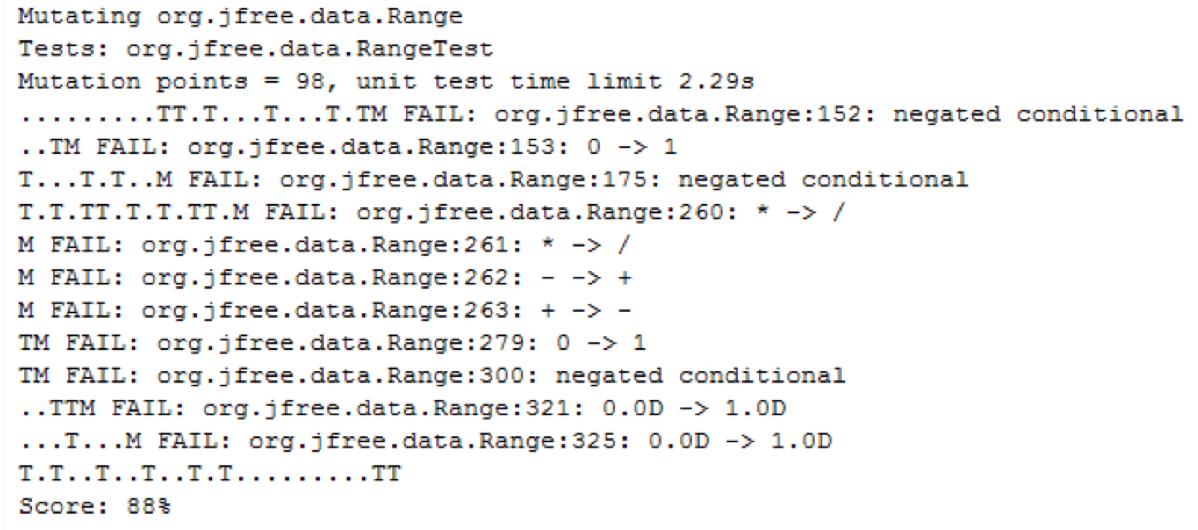 Mutating org.jfree.data.Range
Tests: org.jfree.data.RangeTest
Mutation points = 98, unit test time limit 2.29s
.........TT.T...T...T.TM FAIL: org.jfree.data.Range:152: negated conditional
..TM FAIL: org.jfree.data.Range:153: 0 -> 1
T...T.T..M FAIL: org.jfree.data.Range:175: negated conditional
T.T.TT.T.T.TT.M FAIL: org.jfree.data.Range:260: * -> /
M FAIL: org.jfree.data.Range:261: * -> /
M FAIL: org.jfree.data.Range:262: - -> +
M FAIL: org.jfree.data.Range:263: + -> -
TM FAIL: org.jfree.data.Range:279: 0 -> 1
TM FAIL: org.jfree.data.Range:300: negated conditional
..TTM FAIL: org.jfree.data.Range:321: 0.0D -> 1.0D
...T...M FAIL: org.jfree.data.Range:325: 0.0D -> 1.0D
T.T..T..T..T.T.........TT
Score: 88%